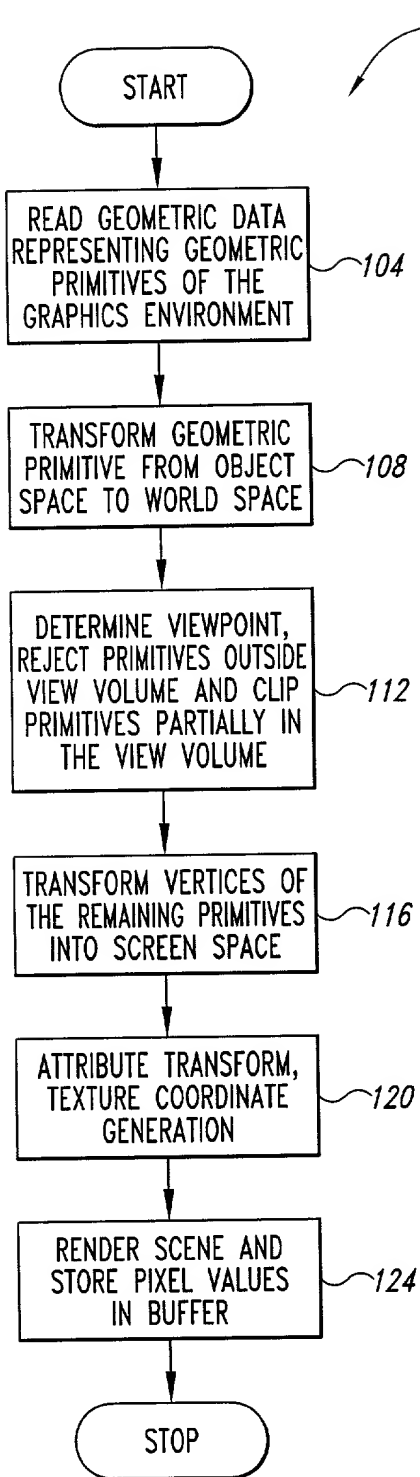 START
READ GEOMETRIC DATA
REPRESENTING GEOMETRIC
PRIMITIVES OF THE
GRAPHICS ENVIRONMENT
104
TRANSFORM GEOMETRIC
PRIMITIVE FROM OBJECT
SPACE TO WORLD SPACE
108
DETERMINE VIEWPOINT,
REJECT PRIMITIVES OUTSIDE
VIEW VOLUME AND CLIP
PRIMITIVES PARTIALLY IN
THE VIEW VOLUME
112
TRANSFORM VERTICES OF
THE REMAINING PRIMITIVES
INTO SCREEN SPACE
116
ATTRIBUTE TRANSFORM,
TEXTURE COORDINATE
GENERATION
120
RENDER SCENE AND
STORE PIXEL VALUES
IN BUFFER
124
STOP